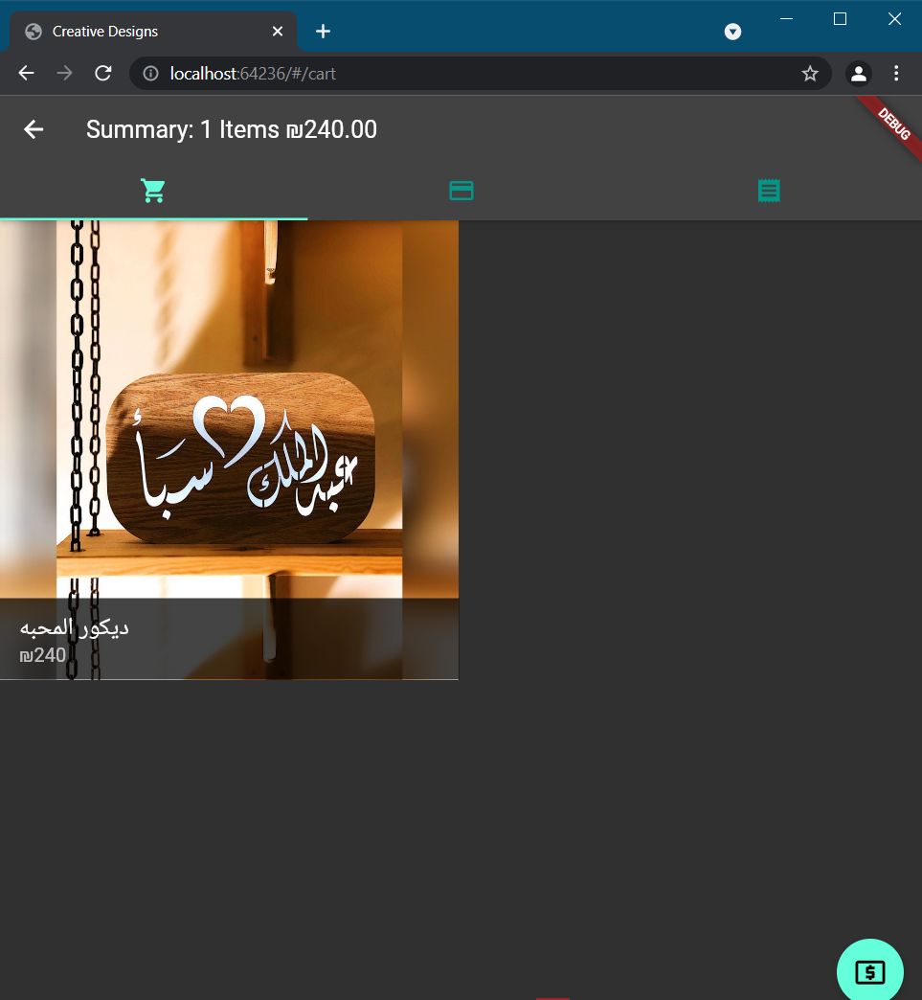 Creative Designs
localhost:64236/#/cart
Summary: 1 Items ₪240.00
DEBUG
سبأ عبد الملك
ديكور المحبه
₪240